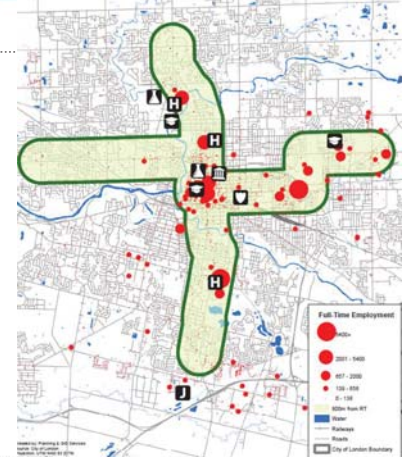 H
H
H
J
Full-Time Employment
5400+
2001 - 5400
657 - 2000
139 - 656
0 - 138
600m from RT
Water
Railways
Roads
City of London Boundary